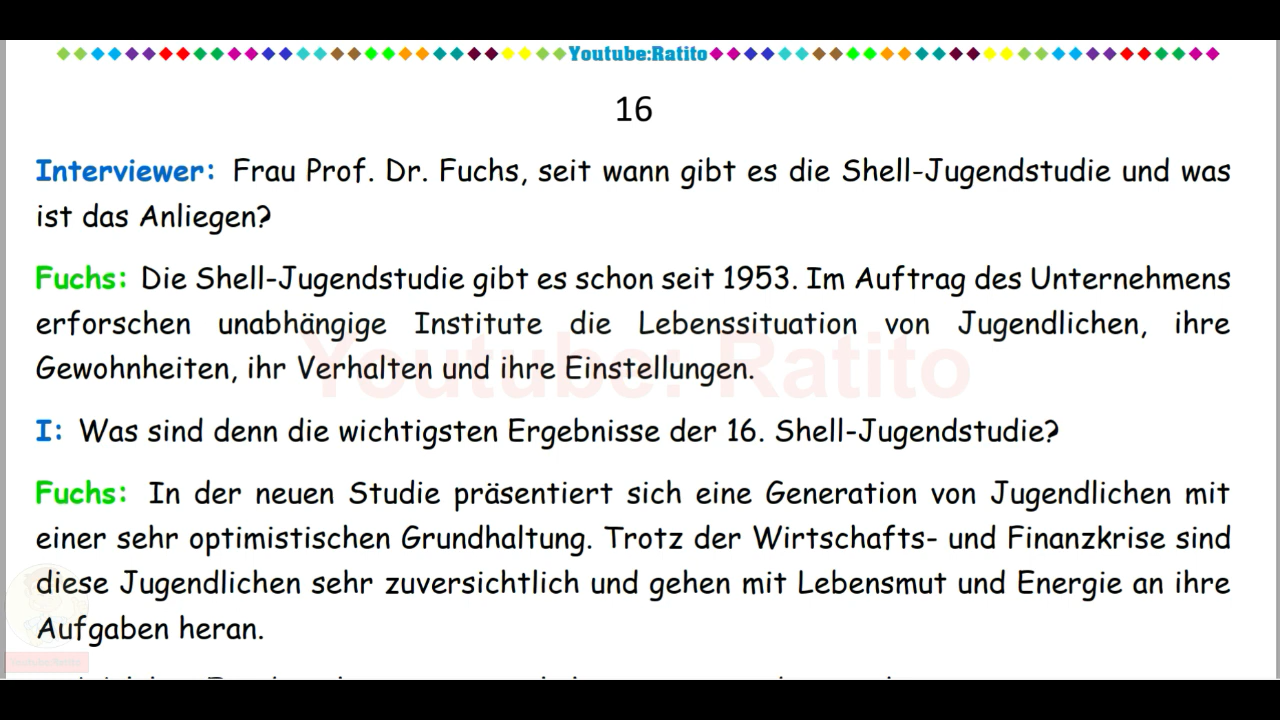 Youtube:Ratito
16
Interviewer: Frau Prof. Dr. Fuchs, seit wann gibt es die Shell-Jugendstudie und was
ist das Anliegen?
Fuchs: Die Shell-Jugendstudie gibt es schon seit 1953. Im Auftrag des Unternehmens
erforschen unabhängige Institute die Lebenssituation von Jugendlichen, ihre
Gewohnheiten, ihr Verhalten und ihre Einstellungen.
Youtube: Ratito
I: Was sind denn die wichtigsten Ergebnisse der 16. Shell-Jugendstudie?
Fuchs: In der neuen Studie präsentiert sich eine Generation von Jugendlichen mit
einer sehr optimistischen Grundhaltung. Trotz der Wirtschafts- und Finanzkrise sind
diese Jugendlichen sehr zuversichtlich und gehen mit Lebensmut und Energie an ihre
Aufgaben heran.